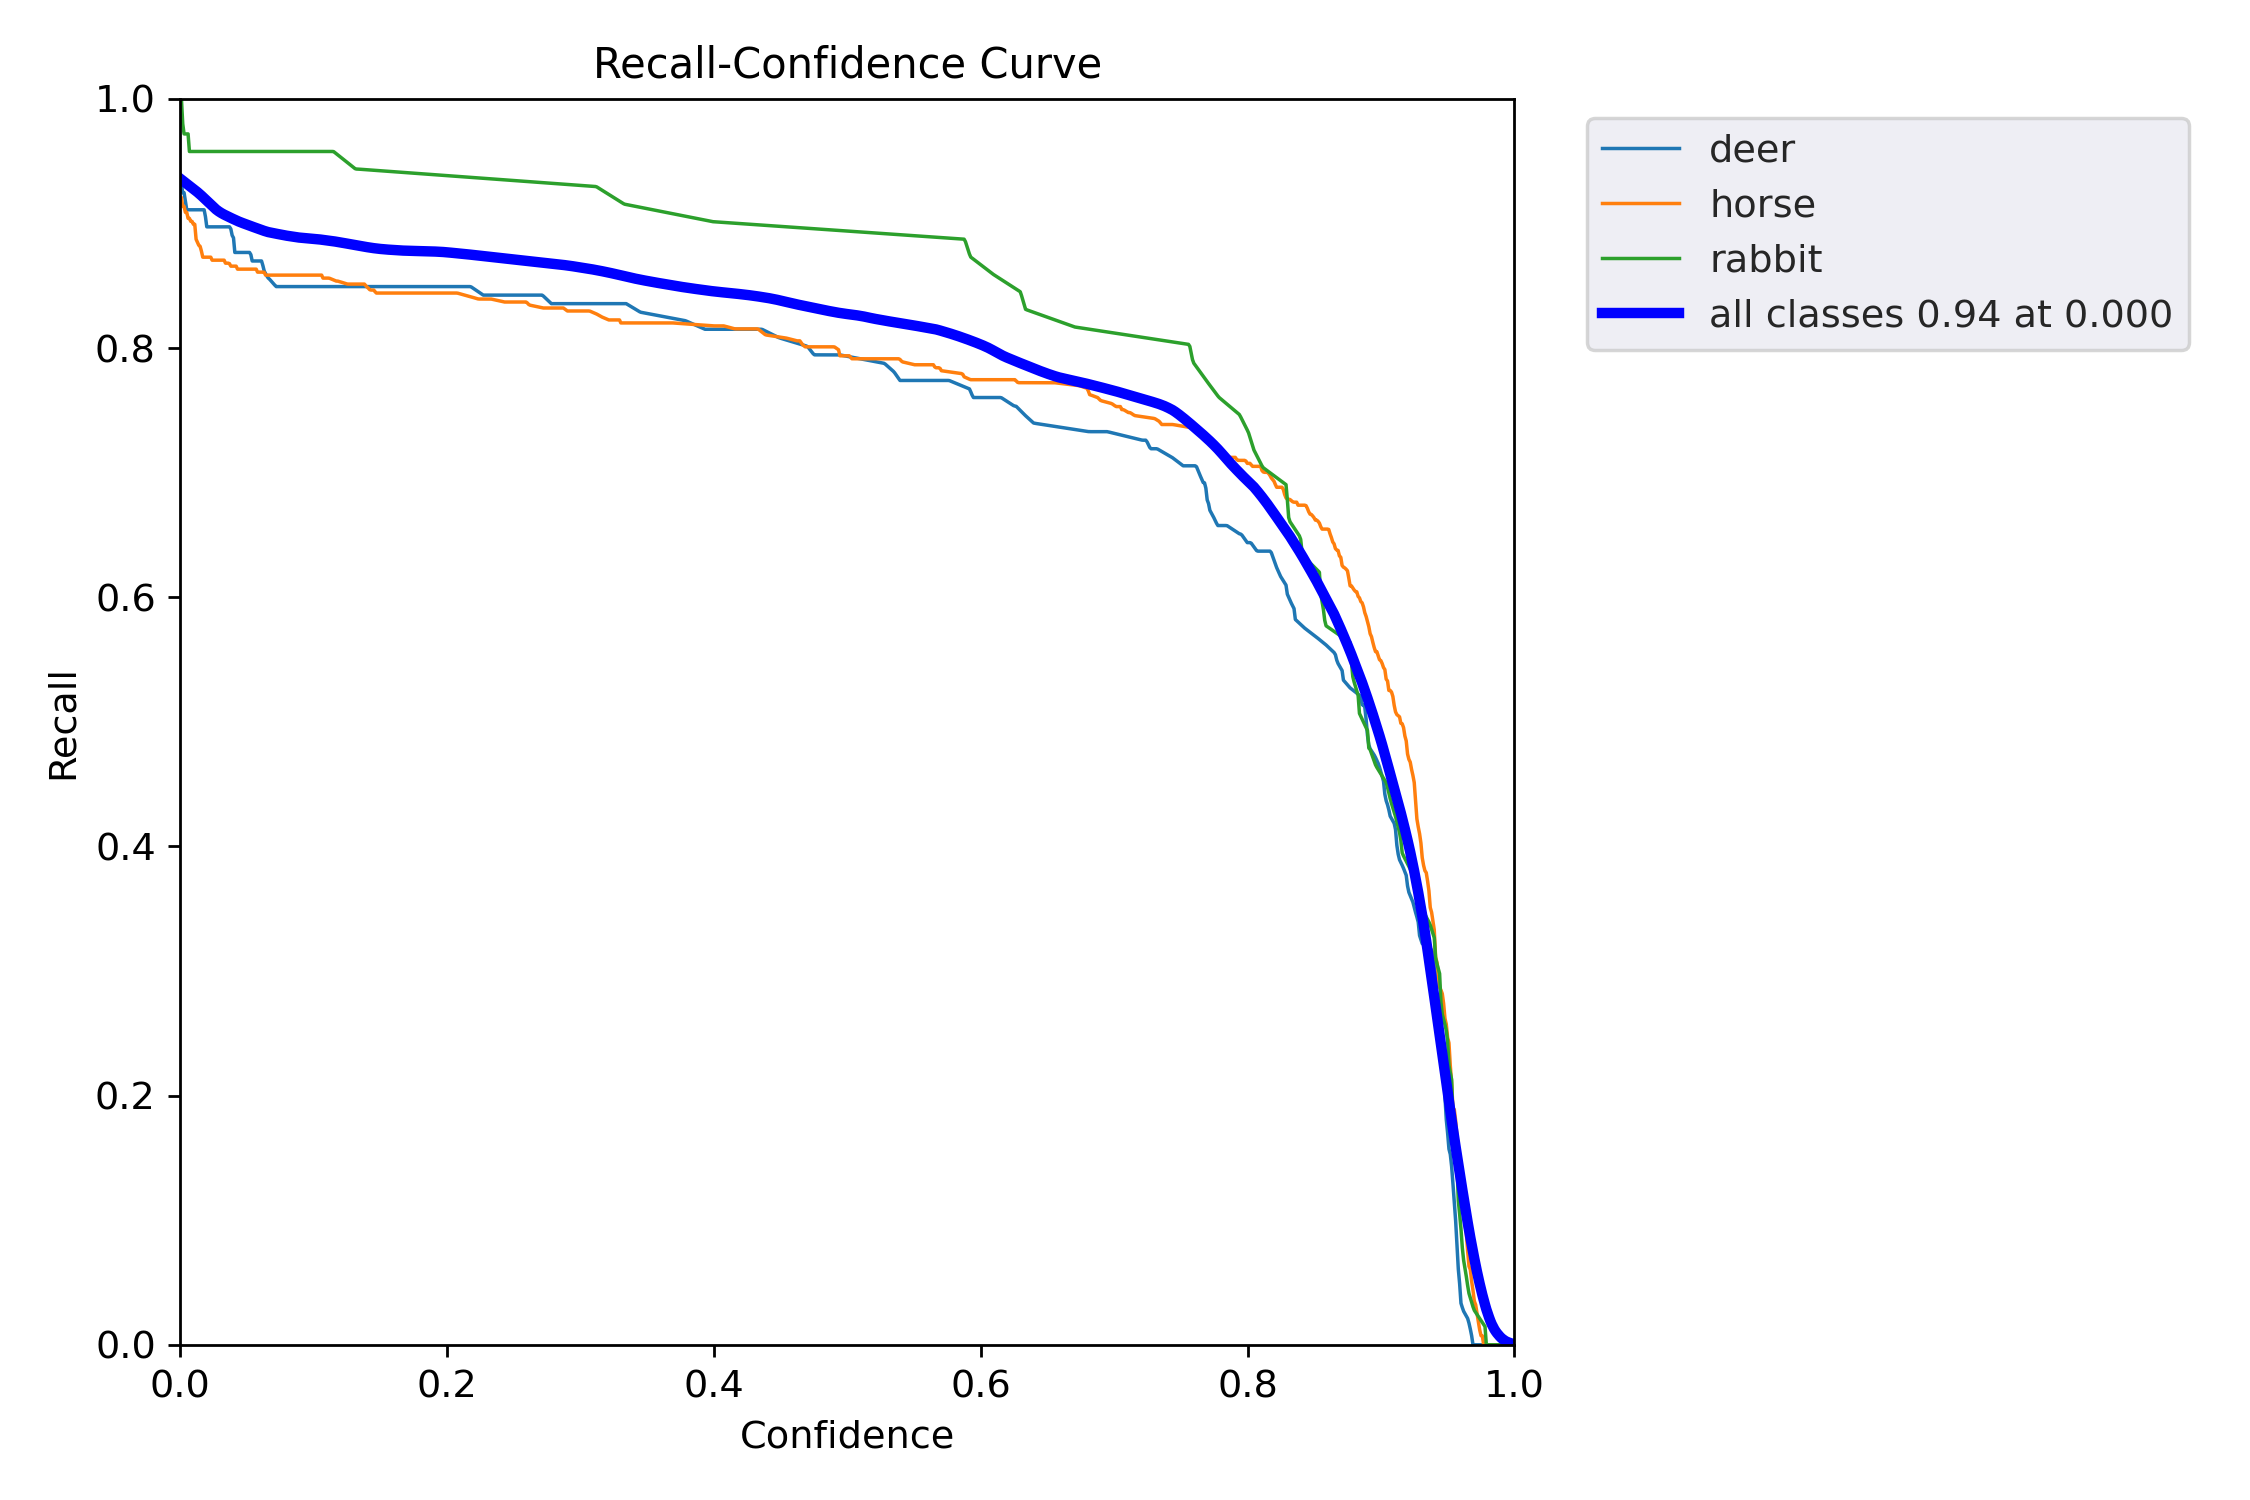 Recall-Confidence Curve
1.0
0.8
0.6
0.4
0.2
0.0
Recall
0.0 0.2 0.4 0.6 0.8 1.0
Confidence
deer
horse
rabbit
all classes 0.94 at 0.000